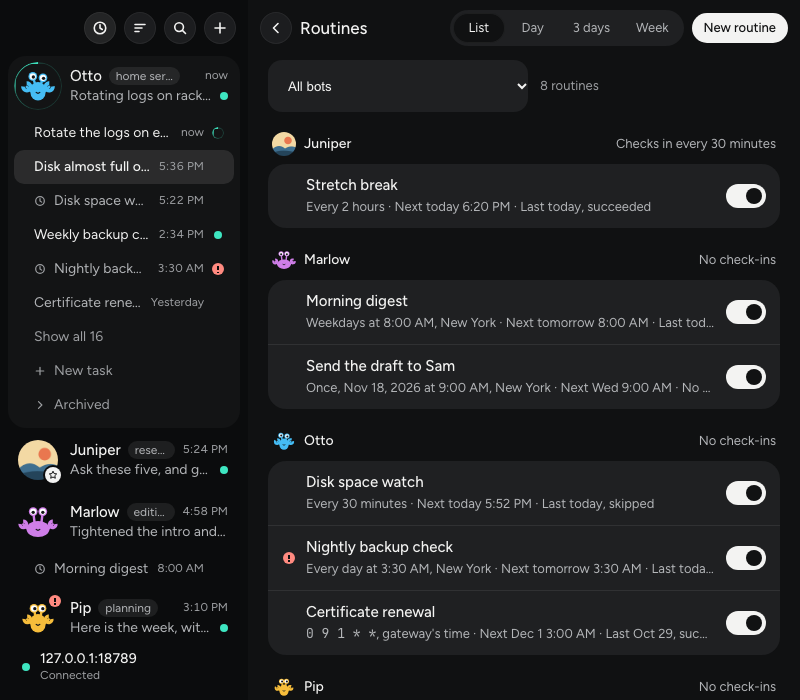 Otto
home ser...
now
Rotating logs on rack...
Rotate the logs on e...
now
Disk almost full o...
5:36 PM
Disk space w...
5:22 PM
Weekly backup c...
2:34 PM
Nightly back...
3:30 AM
Certificate rene...
Yesterday
Show all 16
New task
Archived
Juniper
rese...
5:24 PM
Ask these five, and g...
Marlow
editi...
4:58 PM
Tightened the intro and...
Morning digest
8:00 AM
Pip
planning
3:10 PM
Here is the week, wit...
127.0.0.1:18789
Connected
Routines
List
Day
3 days
Week
New routine
All bots
8 routines
Juniper
Checks in every 30 minutes
Stretch break
Every 2 hours · Next today 6:20 PM · Last today, succeeded
Marlow
No check-ins
Morning digest
Weekdays at 8:00 AM, New York · Next tomorrow 8:00 AM · Last tod...
Send the draft to Sam
Once, Nov 18, 2026 at 9:00 AM, New York · Next Wed 9:00 AM · No ...
Otto
No check-ins
Disk space watch
Every 30 minutes · Next today 5:52 PM · Last today, skipped
Nightly backup check
Every day at 3:30 AM, New York · Next tomorrow 3:30 AM · Last toda...
Certificate renewal
0 9 1 * *, gateway's time · Next Dec 1 3:00 AM · Last Oct 29, suc...
Pip
No check-ins